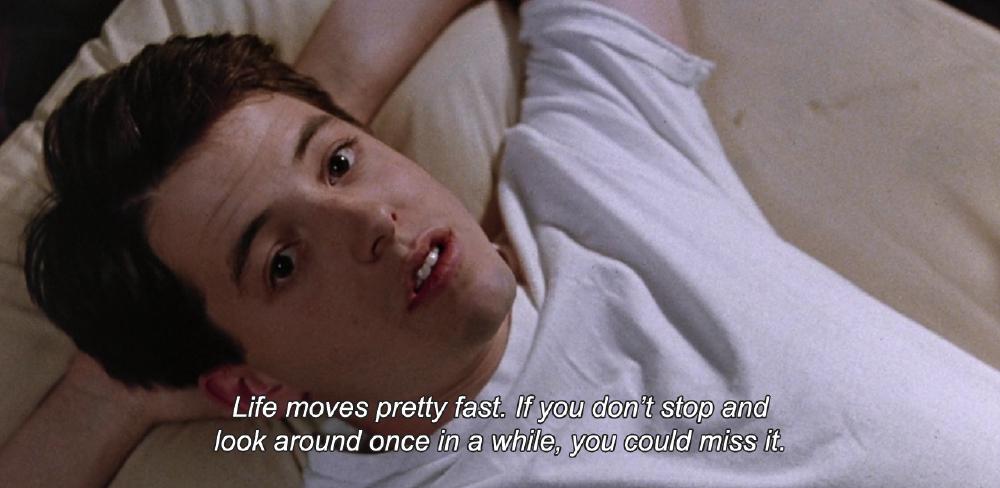 Life moves pretty fast. If you don't stop and
look around once in a while, you could miss it.